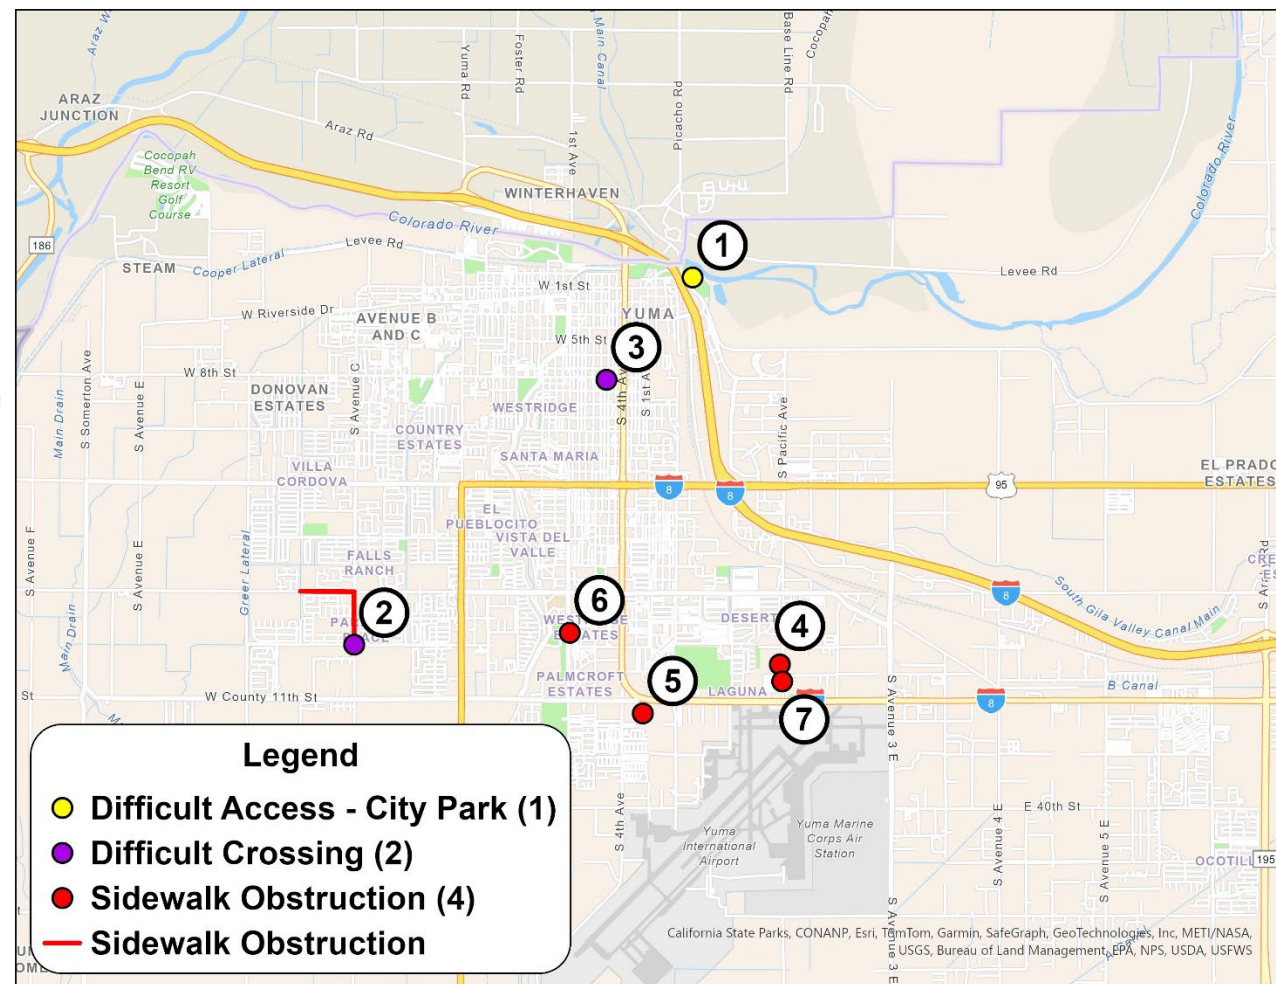 Araz W
Main Canal
Foster Rd
Yuma Rd
Picacho Rd
Base Line Rd
Cocopah
ARAZ
JUNCTION
Araz Rd
1st Ave
Cocopah
Bend RV
Resort
Golf
Course
WINTERHAVEN
Colorado River
Colorado River
186
STEAM
Levee Rd
Cooper Lateral
1
Levee Rd
W 1st St
W Riverside Dr
AVENUE B
AND C
YUMA
W 5th St
3
W 8th St
S Somerton Ave
S Avenue E
Main Drain
DONOVAN
ESTATES
S Avenue C
WESTRIDGE
S 4th Ave
S 1st A
COUNTRY
ESTATES
SANTA MARIA
S Pacific Ave
VILLA
CORDOVA
8
8
95
EL PRADO
ESTATES
EL
PUEBLOCITO
VISTA DEL
VALLE
S Avenue F
S Avenue E
Greer Lateral
FALLS
RANCH
South Gila Valley Canal Main
8
2
6
DESERT
4
Main Drain
PALMCROFT
ESTATES
5
LAGUNA
St
W County 11th St
8
B Canal
7
S Avenue 3 E
Legend
Difficult Access - City Park (1)
Difficult Crossing (2)
Sidewalk Obstruction (4)
Sidewalk Obstruction
S 4th Ave
Yuma
International
Airport
Yuma Marine
Corps Air
Station
E 40th St
S Avenue 4 E
S Avenue 5 E
OCOTIL
195
S Avenue 3 E
California State Parks, CONANP, Esri, TomTom, Garmin, SafeGraph, GeoTechnologies, Inc, METI/NASA,
USGS, Bureau of Land Management, EPA, NPS, USDA, USFWS